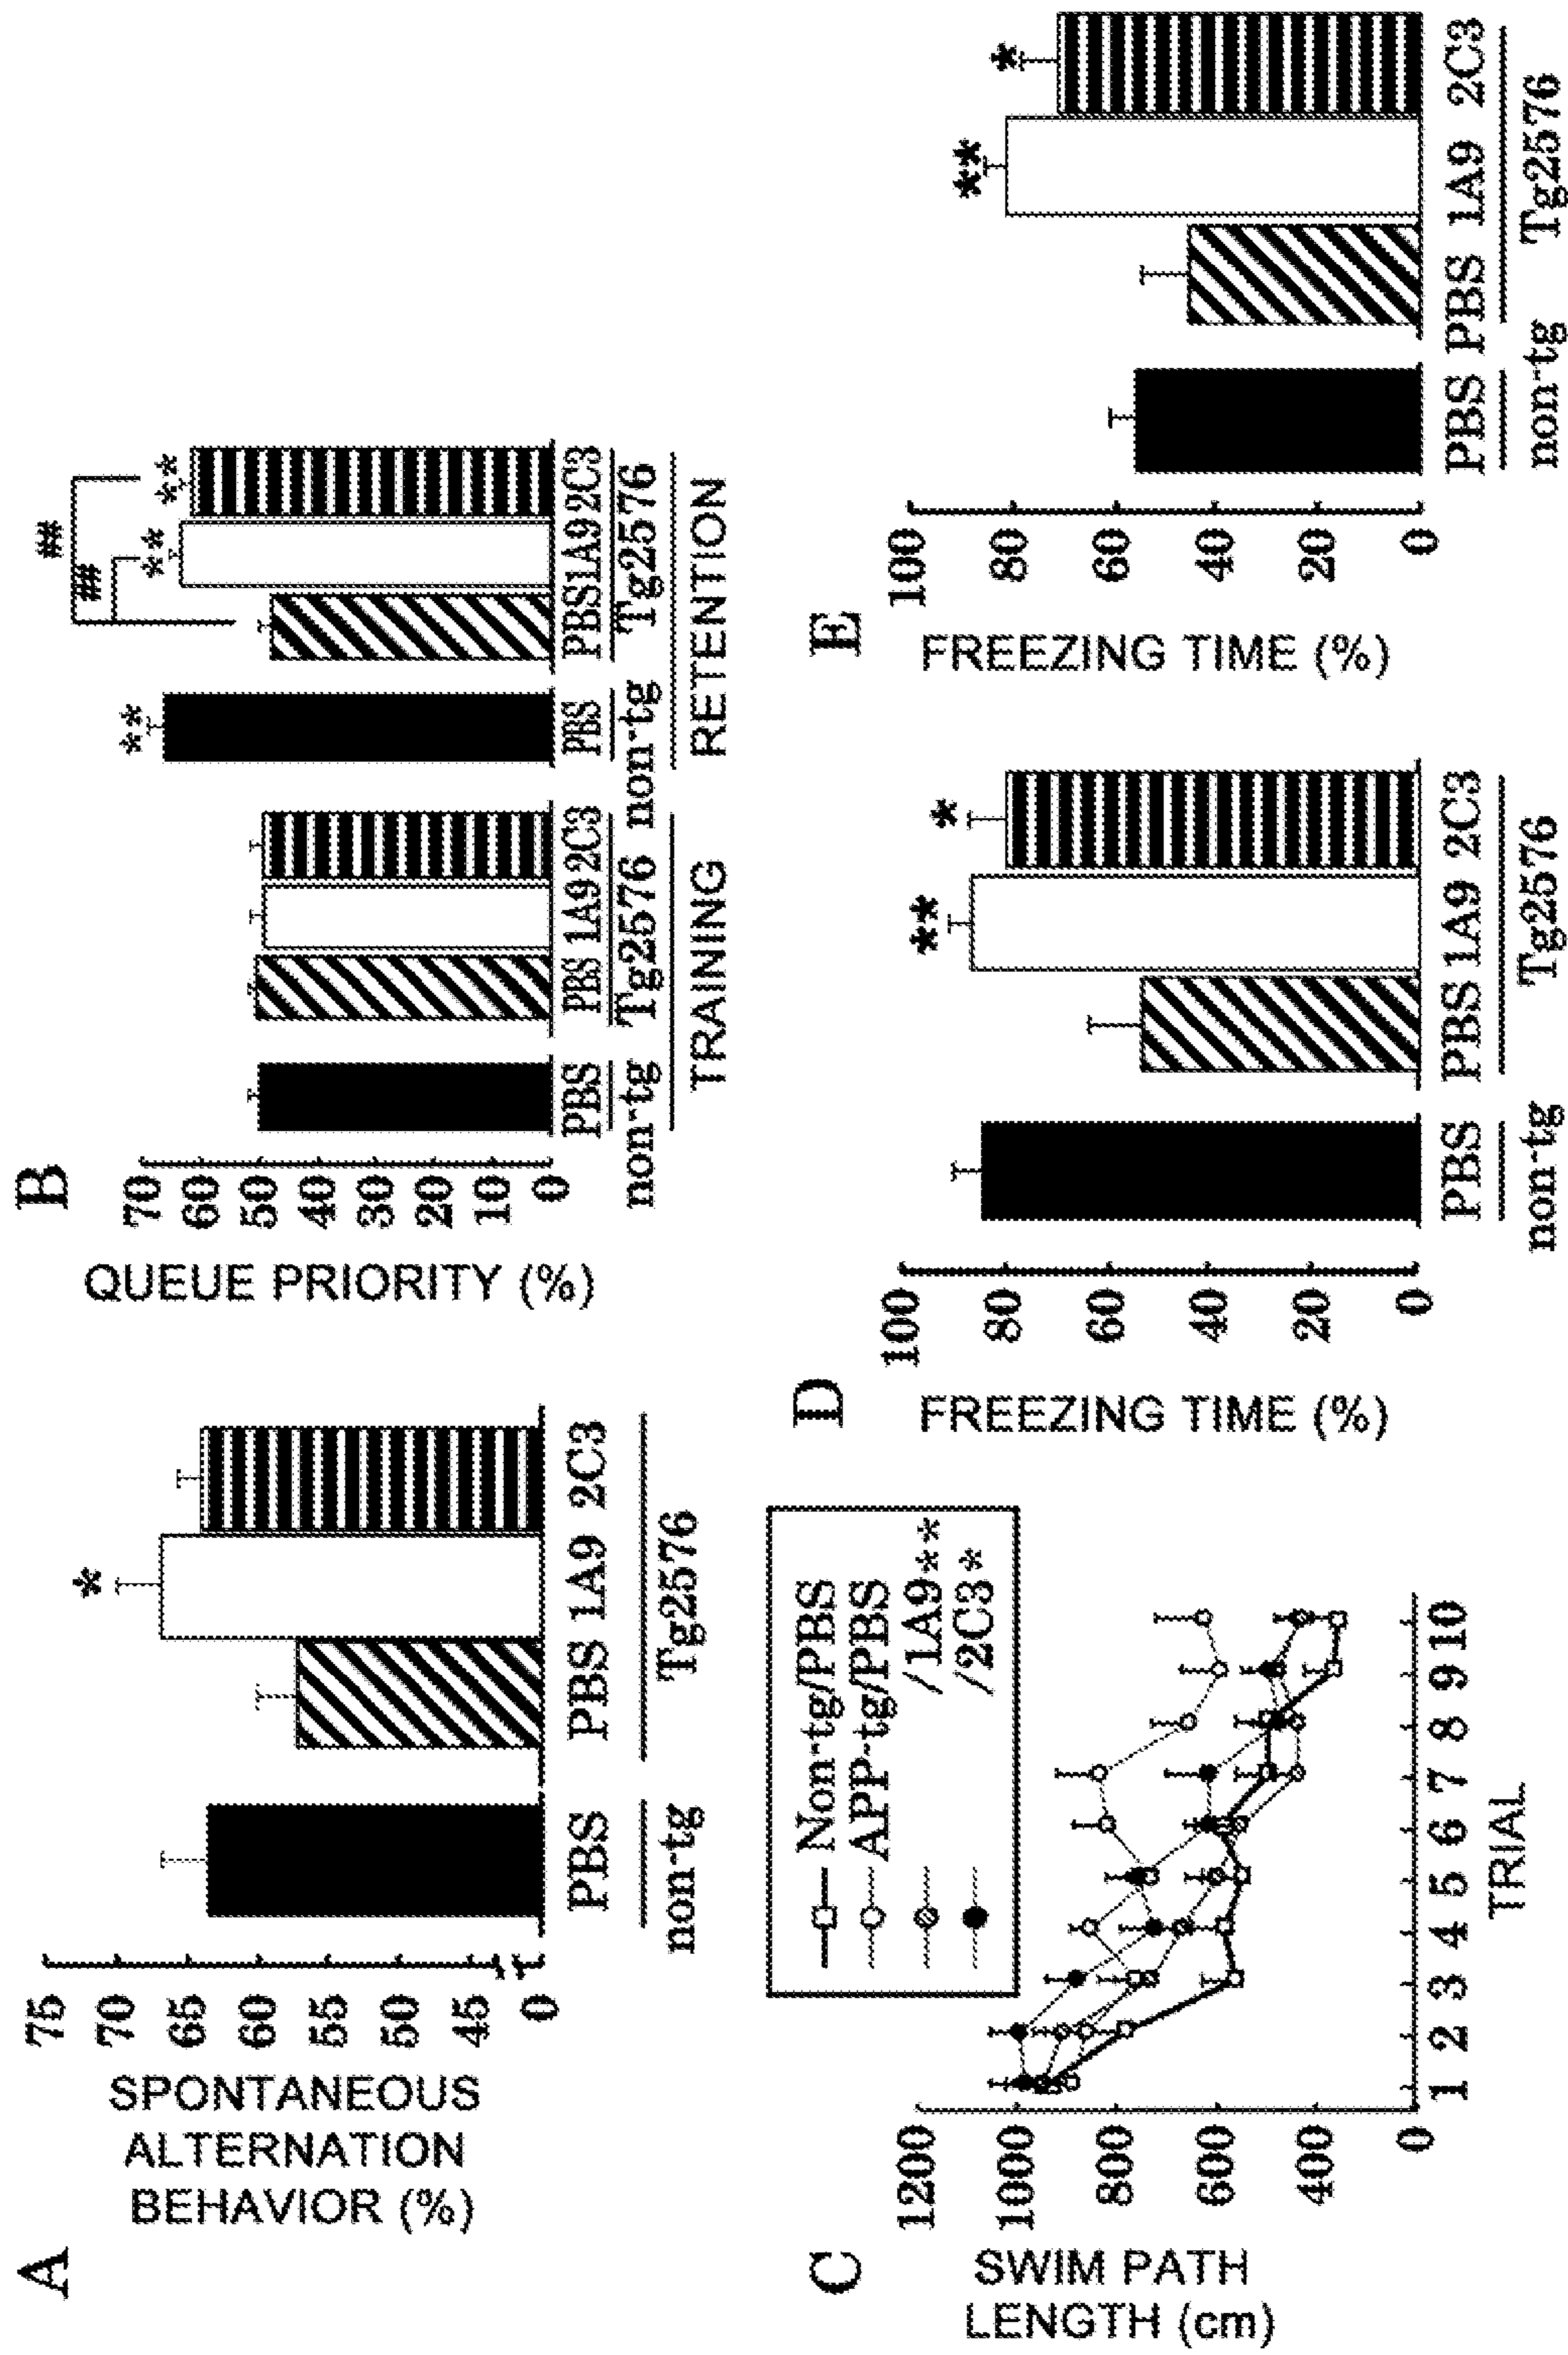 A
SPONTANEOUS
ALTERNATION
BEHAVIOR (%)
75
70
65
60
55
50
45
0
*
PBS PBS 1A9 2C3
non-tg Tg2576
B
QUEUE PRIORITY (%)
70
60
50
40
30
20
10
0
##
##
** ** **
PBS PBS 1A9 2C3 PBS PBS 1A9 2C3
non-tg Tg2576 non-tg Tg2576
TRAINING RETENTION
C
SWIM PATH
LENGTH (cm)
1200
1000
800
600
400
0
Non-tg/PBS
APP-tg/PBS
/1A9**
/2C3*
1 2 3 4 5 6 7 8 9 10
TRIAL
D
FREEZING TIME (%)
100
80
60
40
20
0
** *
PBS PBS 1A9 2C3
non-tg Tg2576
E
FREEZING TIME (%)
100
80
60
40
20
0
** *
PBS PBS 1A9 2C3
non-tg Tg2576